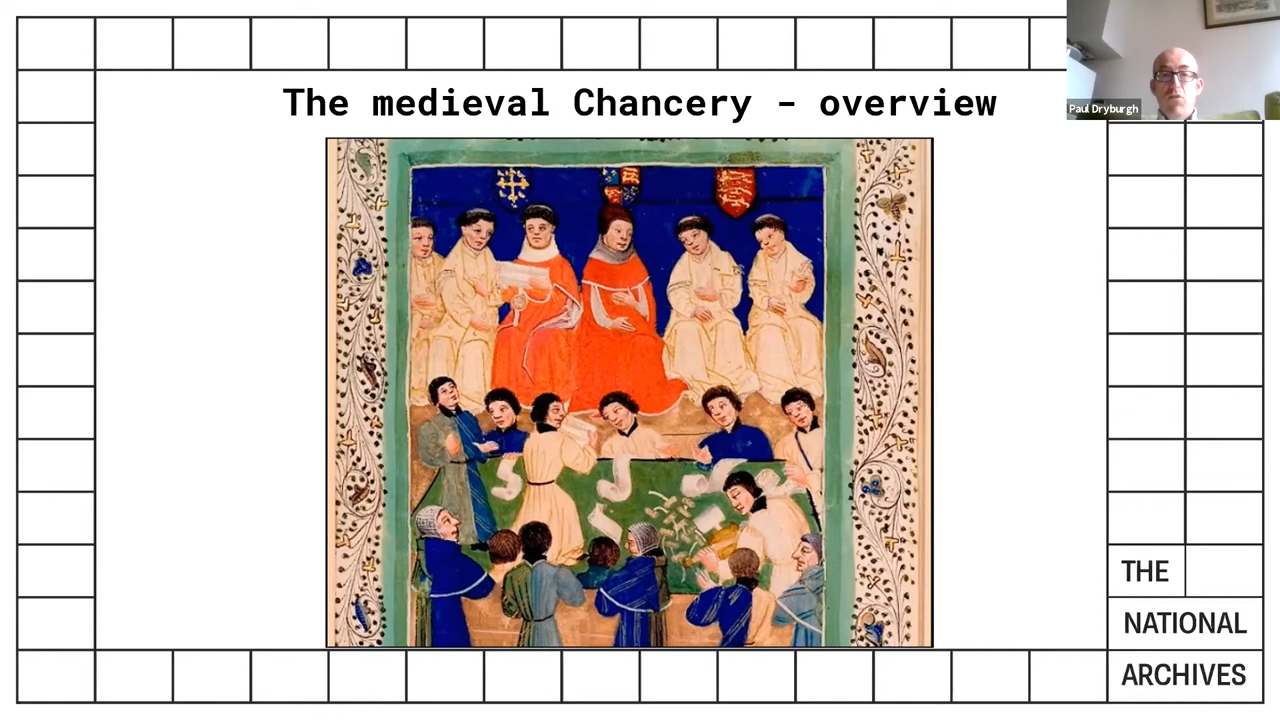 The medieval Chancery – overview
Paul Dryburgh
THE
NATIONAL
ARCHIVES